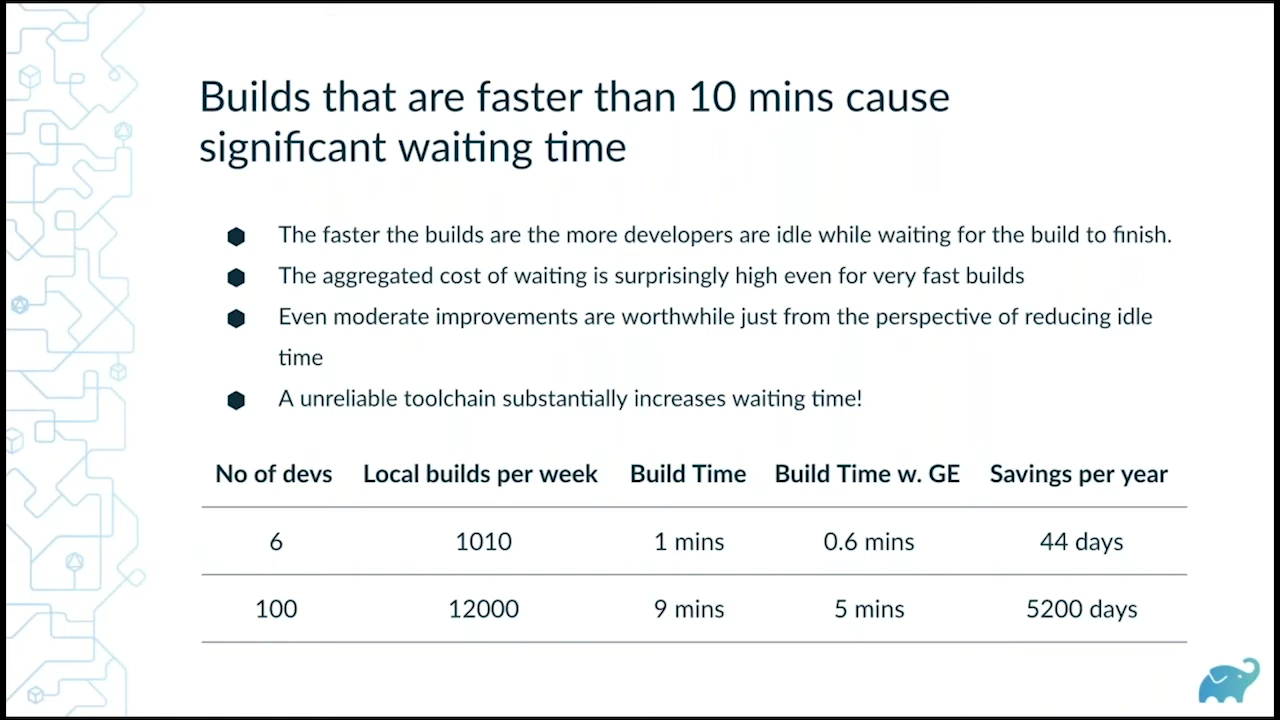 Builds that are faster than 10 mins cause
significant waiting time
The faster the builds are the more developers are idle while waiting for the build to finish.
The aggregated cost of waiting is surprisingly high even for very fast builds
Even moderate improvements are worthwhile just from the perspective of reducing idle
time
A unreliable toolchain substantially increases waiting time!
No of devs Local builds per week Build Time Build Time w. GE Savings per year
6 1010 1 mins 0.6 mins 44 days
100 12000 9 mins 5 mins 5200 days